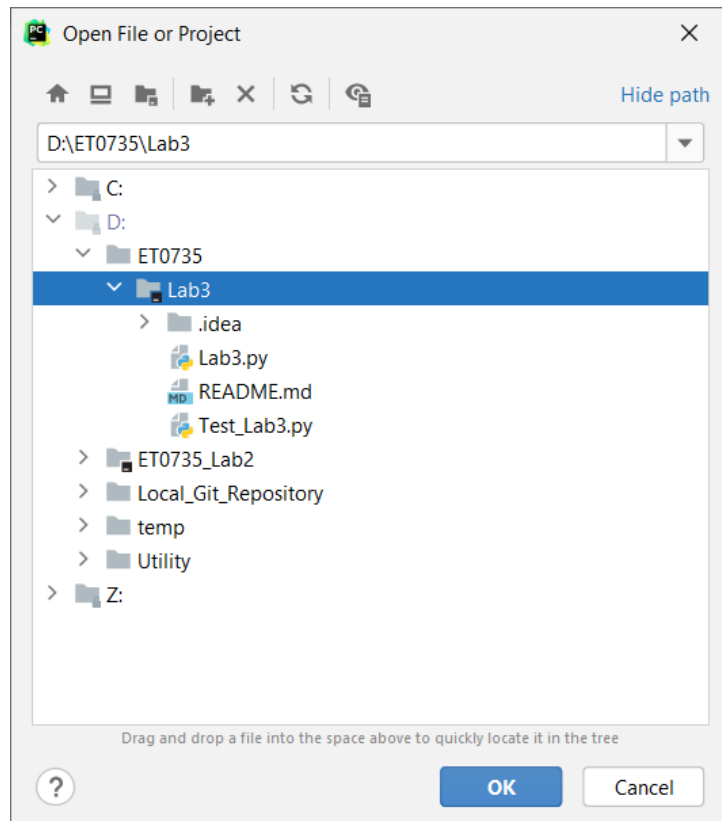 PC Open File or Project
Hide path
D:\ET0735\Lab3
C:
D:
ET0735
Lab3
.idea
Lab3.py
MD README.md
Test_Lab3.py
ET0735_Lab2
Local_Git_Repository
temp
Utility
Z:
Drag and drop a file into the space above to quickly locate it in the tree
? OK Cancel